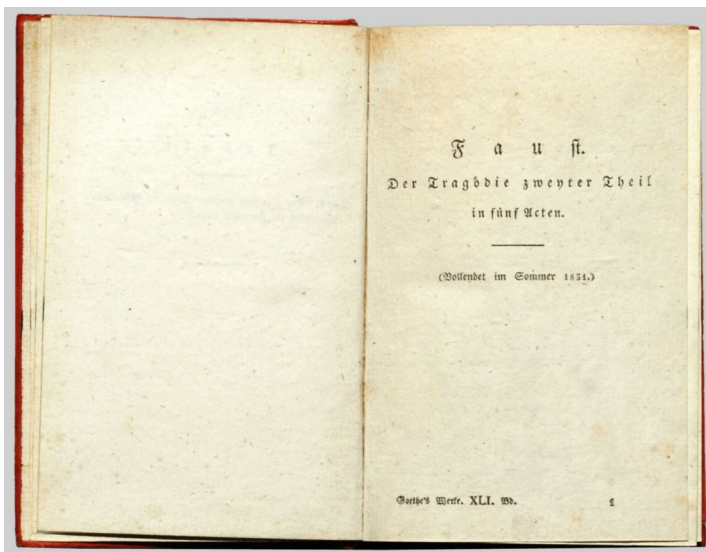 Faust.
Der Tragödie zweyter Theil
in fünf Acten.
(Vollendet im Sommer 1831.)
Goethe's Werke. XLI. Bd. 1